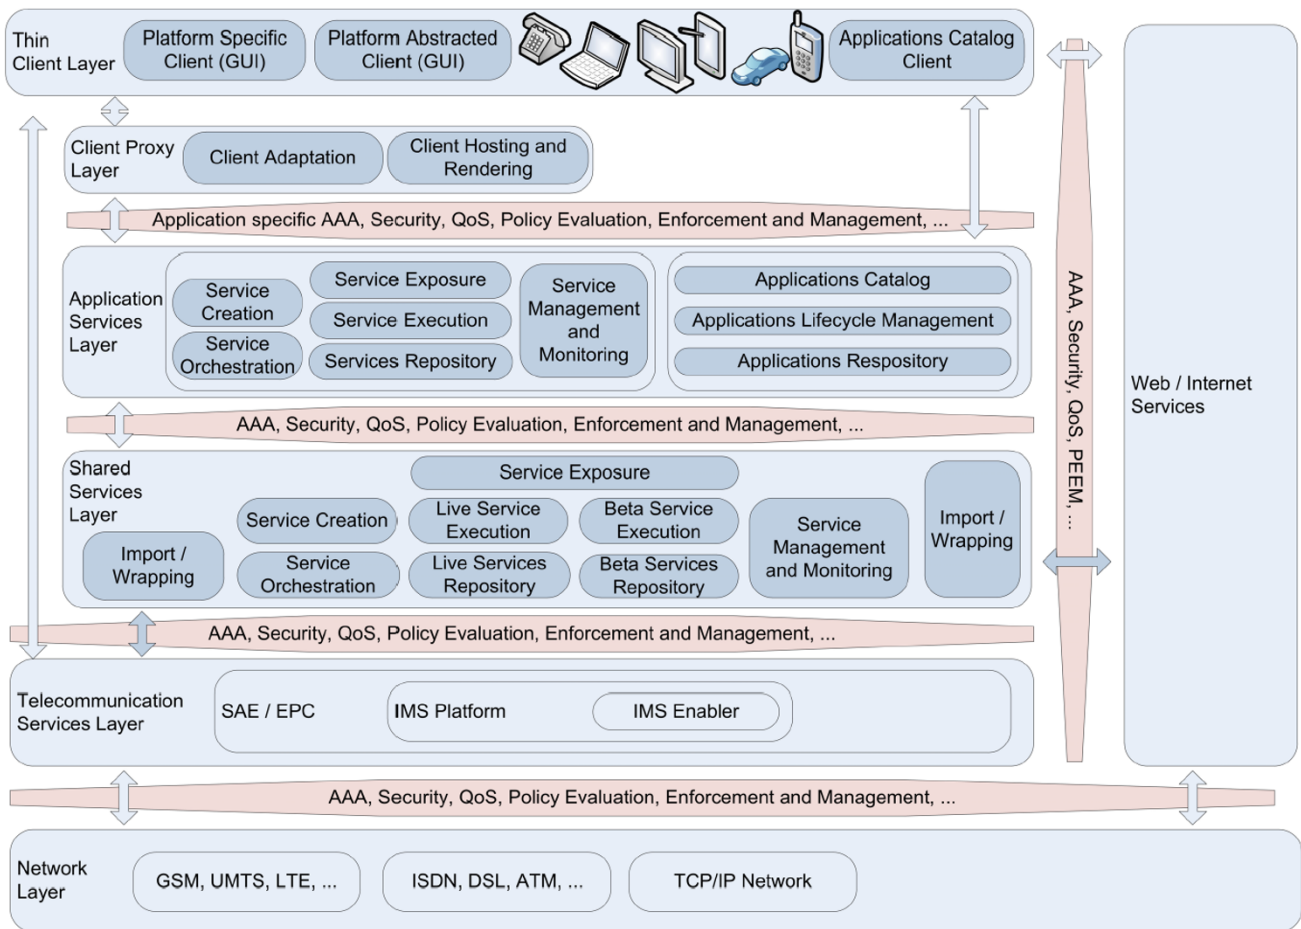 Thin
Client Layer
Platform Specific
Client (GUI)
Platform Abstracted
Client (GUI)
Applications Catalog
Client
Client Proxy
Layer
Client Adaptation
Client Hosting and
Rendering
Application specific AAA, Security, QoS, Policy Evaluation, Enforcement and Management, ...
Application
Services
Layer
Service
Creation
Service
Orchestration
Service Exposure
Service Execution
Services Repository
Service
Management
and
Monitoring
Applications Catalog
Applications Lifecycle Management
Applications Respository
AAA, Security, QoS, Policy Evaluation, Enforcement and Management, ...
Shared
Services
Layer
Import /
Wrapping
Service Exposure
Service Creation
Service
Orchestration
Live Service
Execution
Live Services
Repository
Beta Service
Execution
Beta Services
Repository
Service
Management
and Monitoring
Import /
Wrapping
AAA, Security, QoS, Policy Evaluation, Enforcement and Management, ...
Telecommunication
Services Layer
SAE / EPC
IMS Platform
IMS Enabler
AAA, Security, QoS, PEEM, ...
Web / Internet
Services
AAA, Security, QoS, Policy Evaluation, Enforcement and Management, ...
Network
Layer
GSM, UMTS, LTE, ...
ISDN, DSL, ATM, ...
TCP/IP Network